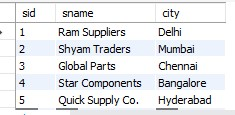 sid sname city
1 Ram Suppliers Delhi
2 Shyam Traders Mumbai
3 Global Parts Chennai
4 Star Components Bangalore
5 Quick Supply Co. Hyderabad